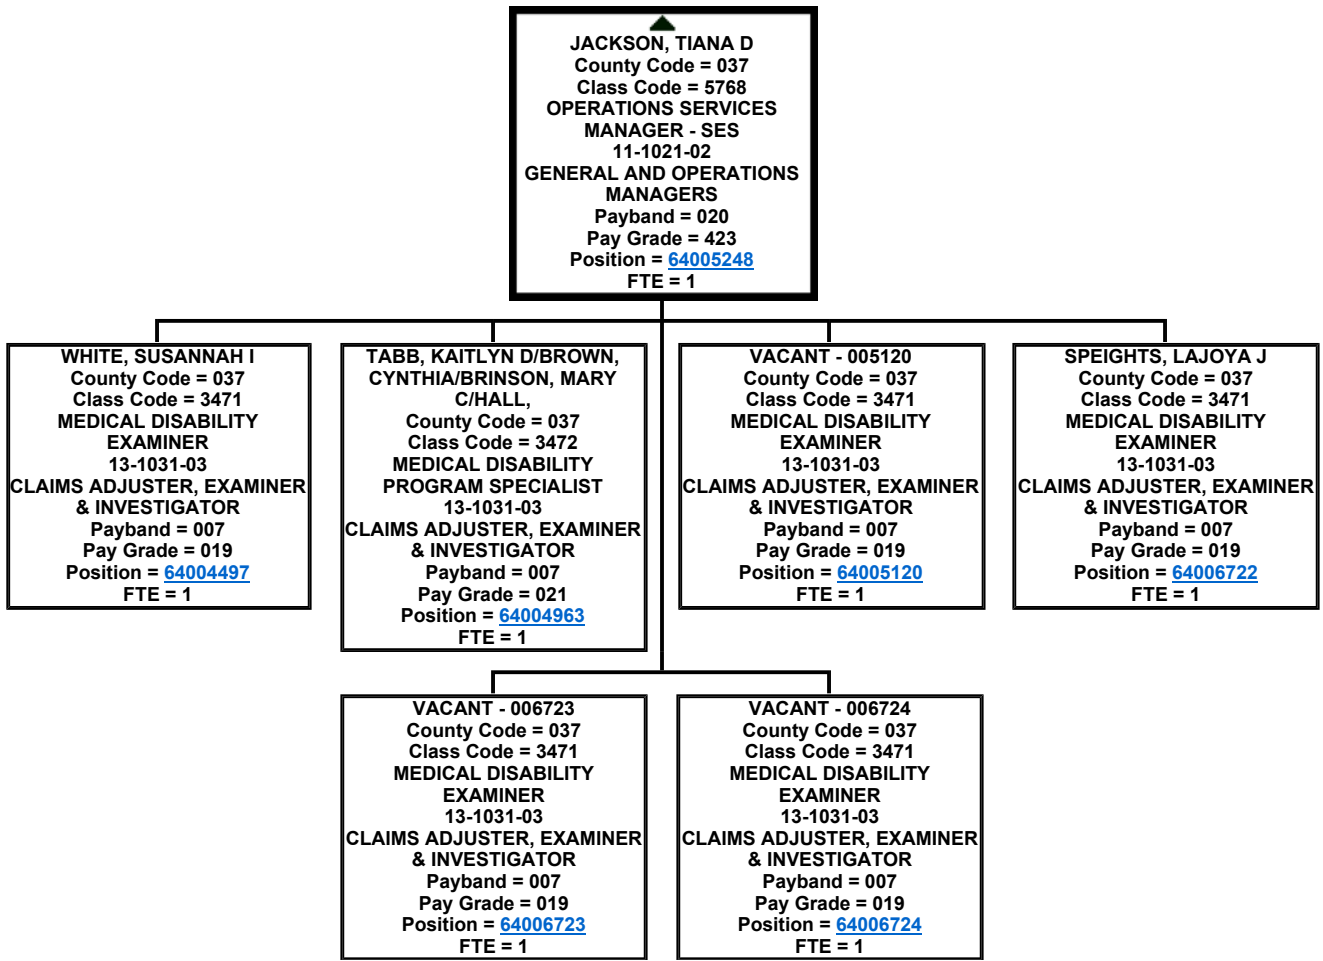 JACKSON, TIANA D
County Code = 037
Class Code = 5768
OPERATIONS SERVICES
MANAGER - SES
11-1021-02
GENERAL AND OPERATIONS
MANAGERS
Payband = 020
Pay Grade = 423
Position = 64005248
FTE = 1
WHITE, SUSANNAH I
County Code = 037
Class Code = 3471
MEDICAL DISABILITY
EXAMINER
13-1031-03
CLAIMS ADJUSTER, EXAMINER
& INVESTIGATOR
Payband = 007
Pay Grade = 019
Position = 64004497
FTE = 1
TABB, KAITLYN D/BROWN,
CYNTHIA/BRINSON, MARY
C/HALL,
County Code = 037
Class Code = 3472
MEDICAL DISABILITY
PROGRAM SPECIALIST
13-1031-03
CLAIMS ADJUSTER, EXAMINER
& INVESTIGATOR
Payband = 007
Pay Grade = 021
Position = 64004963
FTE = 1
VACANT - 005120
County Code = 037
Class Code = 3471
MEDICAL DISABILITY
EXAMINER
13-1031-03
CLAIMS ADJUSTER, EXAMINER
& INVESTIGATOR
Payband = 007
Pay Grade = 019
Position = 64005120
FTE = 1
SPEIGHTS, LAJOYA J
County Code = 037
Class Code = 3471
MEDICAL DISABILITY
EXAMINER
13-1031-03
CLAIMS ADJUSTER, EXAMINER
& INVESTIGATOR
Payband = 007
Pay Grade = 019
Position = 64006722
FTE = 1
VACANT - 006723
County Code = 037
Class Code = 3471
MEDICAL DISABILITY
EXAMINER
13-1031-03
CLAIMS ADJUSTER, EXAMINER
& INVESTIGATOR
Payband = 007
Pay Grade = 019
Position = 64006723
FTE = 1
VACANT - 006724
County Code = 037
Class Code = 3471
MEDICAL DISABILITY
EXAMINER
13-1031-03
CLAIMS ADJUSTER, EXAMINER
& INVESTIGATOR
Payband = 007
Pay Grade = 019
Position = 64006724
FTE = 1